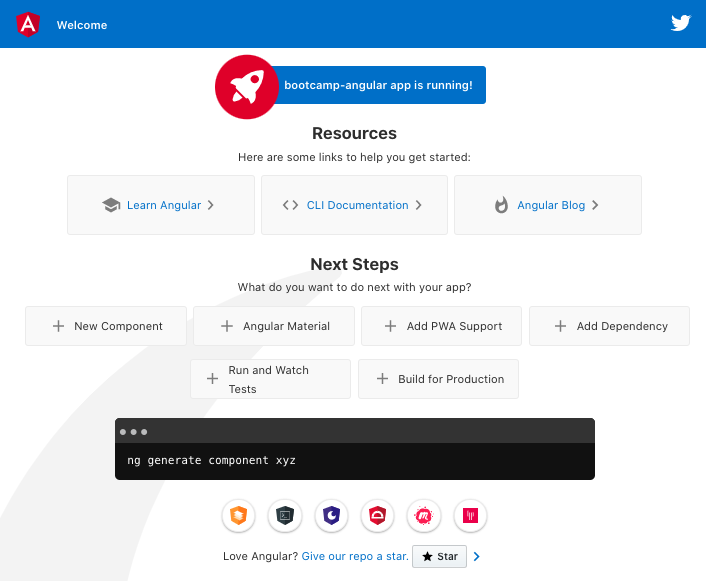 Welcome
bootcamp-angular app is running!
Resources
Here are some links to help you get started:
Learn Angular
CLI Documentation
Angular Blog
Next Steps
What do you want to do next with your app?
New Component
Angular Material
Add PWA Support
Add Dependency
Run and Watch
Tests
Build for Production
ng generate component xyz
Love Angular? Give our repo a star. Star